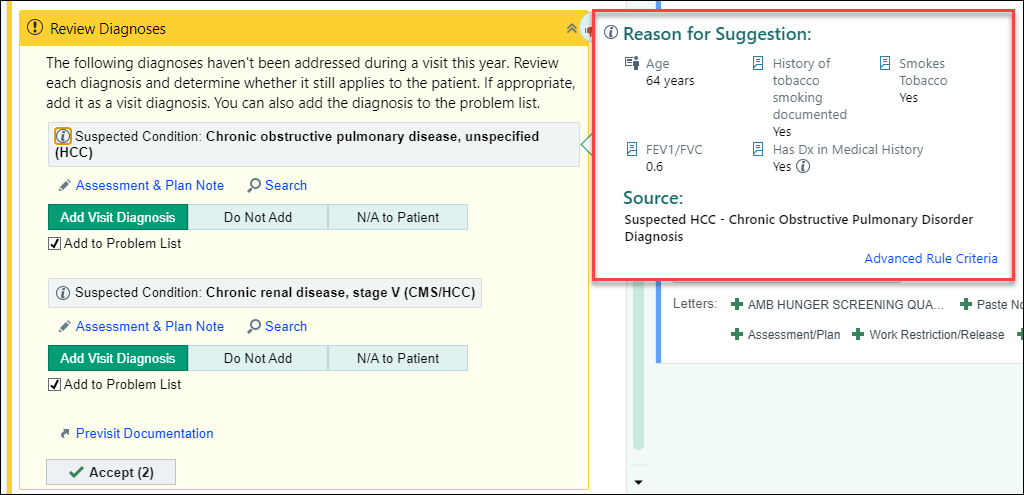 Review Diagnoses
The following diagnoses haven't been addressed during a visit this year. Review
each diagnosis and determine whether it still applies to the patient. If appropriate,
add it as a visit diagnosis. You can also add the diagnosis to the problem list.
Suspected Condition: Chronic obstructive pulmonary disease, unspecified
(HCC)
Assessment & Plan Note Search
Add Visit Diagnosis Do Not Add N/A to Patient
Add to Problem List
Suspected Condition: Chronic renal disease, stage V (CMS/HCC)
Assessment & Plan Note Search
Add Visit Diagnosis Do Not Add N/A to Patient
Add to Problem List
Previsit Documentation
Accept (2)
Reason for Suggestion:
Age
64 years
History of
tobacco
smoking
documented
Yes
Smokes
Tobacco
Yes
FEV1/FVC
0.6
Has Dx in Medical History
Yes
Source:
Suspected HCC - Chronic Obstructive Pulmonary Disorder
Diagnosis
Advanced Rule Criteria
Letters: AMB HUNGER SCREENING QUA... Paste No
Assessment/Plan Work Restriction/Release